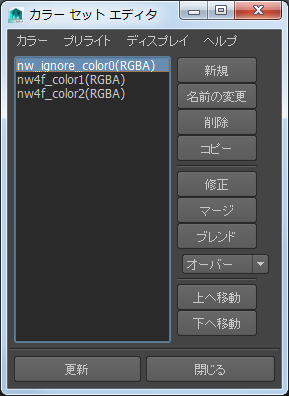 カラー セット エディタ
カラー プリライト ディスプレイ ヘルプ
nw_ignore_color0(RGBA)
nw4f_color1(RGBA)
nw4f_color2(RGBA)
新規
名前の変更
削除
コピー
修正
マージ
ブレンド
オーバー
上へ移動
下へ移動
更新
閉じる